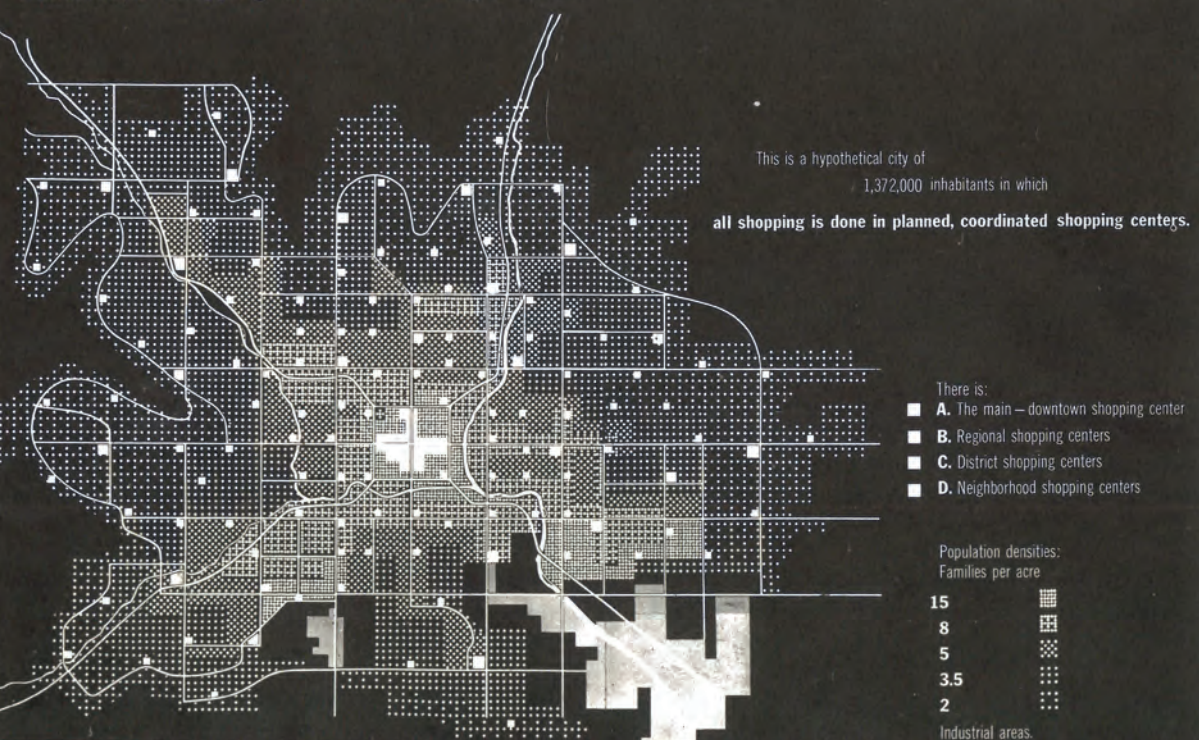 This is a hypothetical city of
1,372,000 inhabitants in which
all shopping is done in planned, coordinated shopping centers.
There is:
A. The main – downtown shopping center
B. Regional shopping centers
C. District shopping centers
D. Neighborhood shopping centers
Population densities:
Families per acre
15
8
5
3.5
2
Industrial areas.